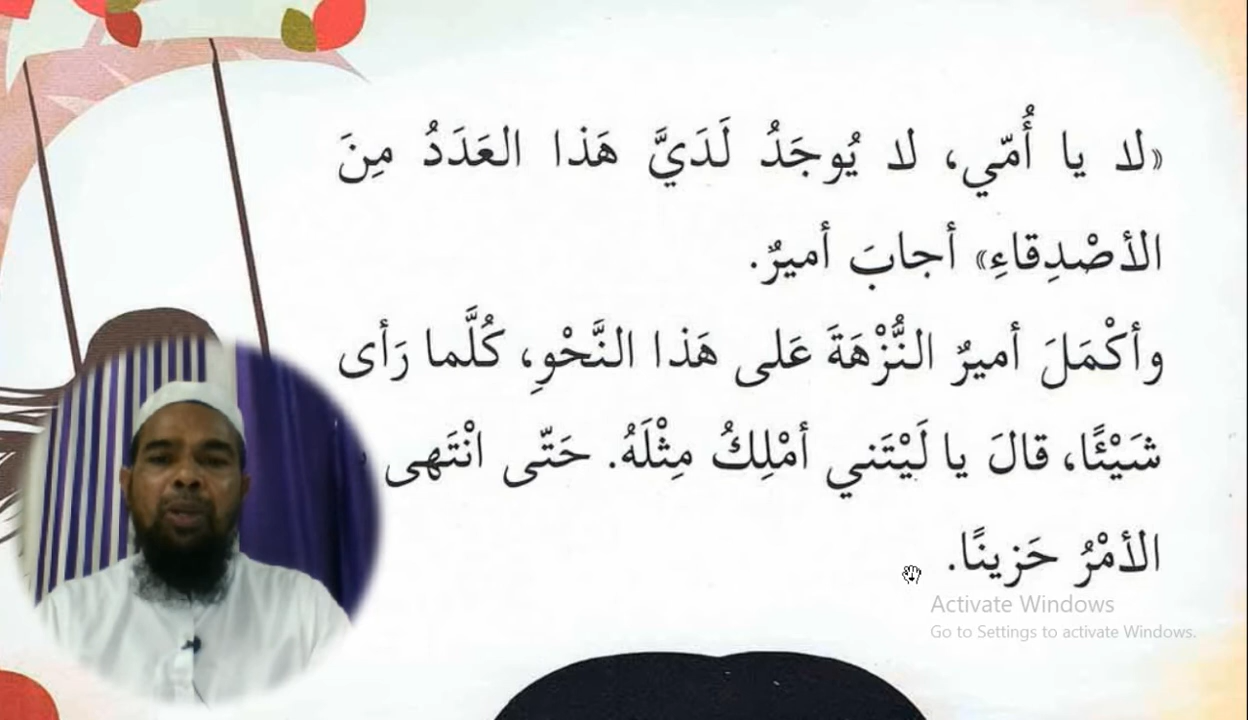 «لا يا أُمّي، لا يُوجَدُ لَدَيَّ هَذا العَدَدُ مِنَ
الأصْدِقاءِ» أجابَ أميرٌ.
وأكْمَلَ أميرٌ النُّزْهَةَ عَلى هَذا النَّحْوِ، كُلَّما رَأى
شَيْئًا، قالَ يا لَيْتَني أمْلِكُ مِثْلَهُ. حَتّى انْتَهى
الأمْرُ حَزينًا.
Activate Windows
Go to Settings to activate Windows.